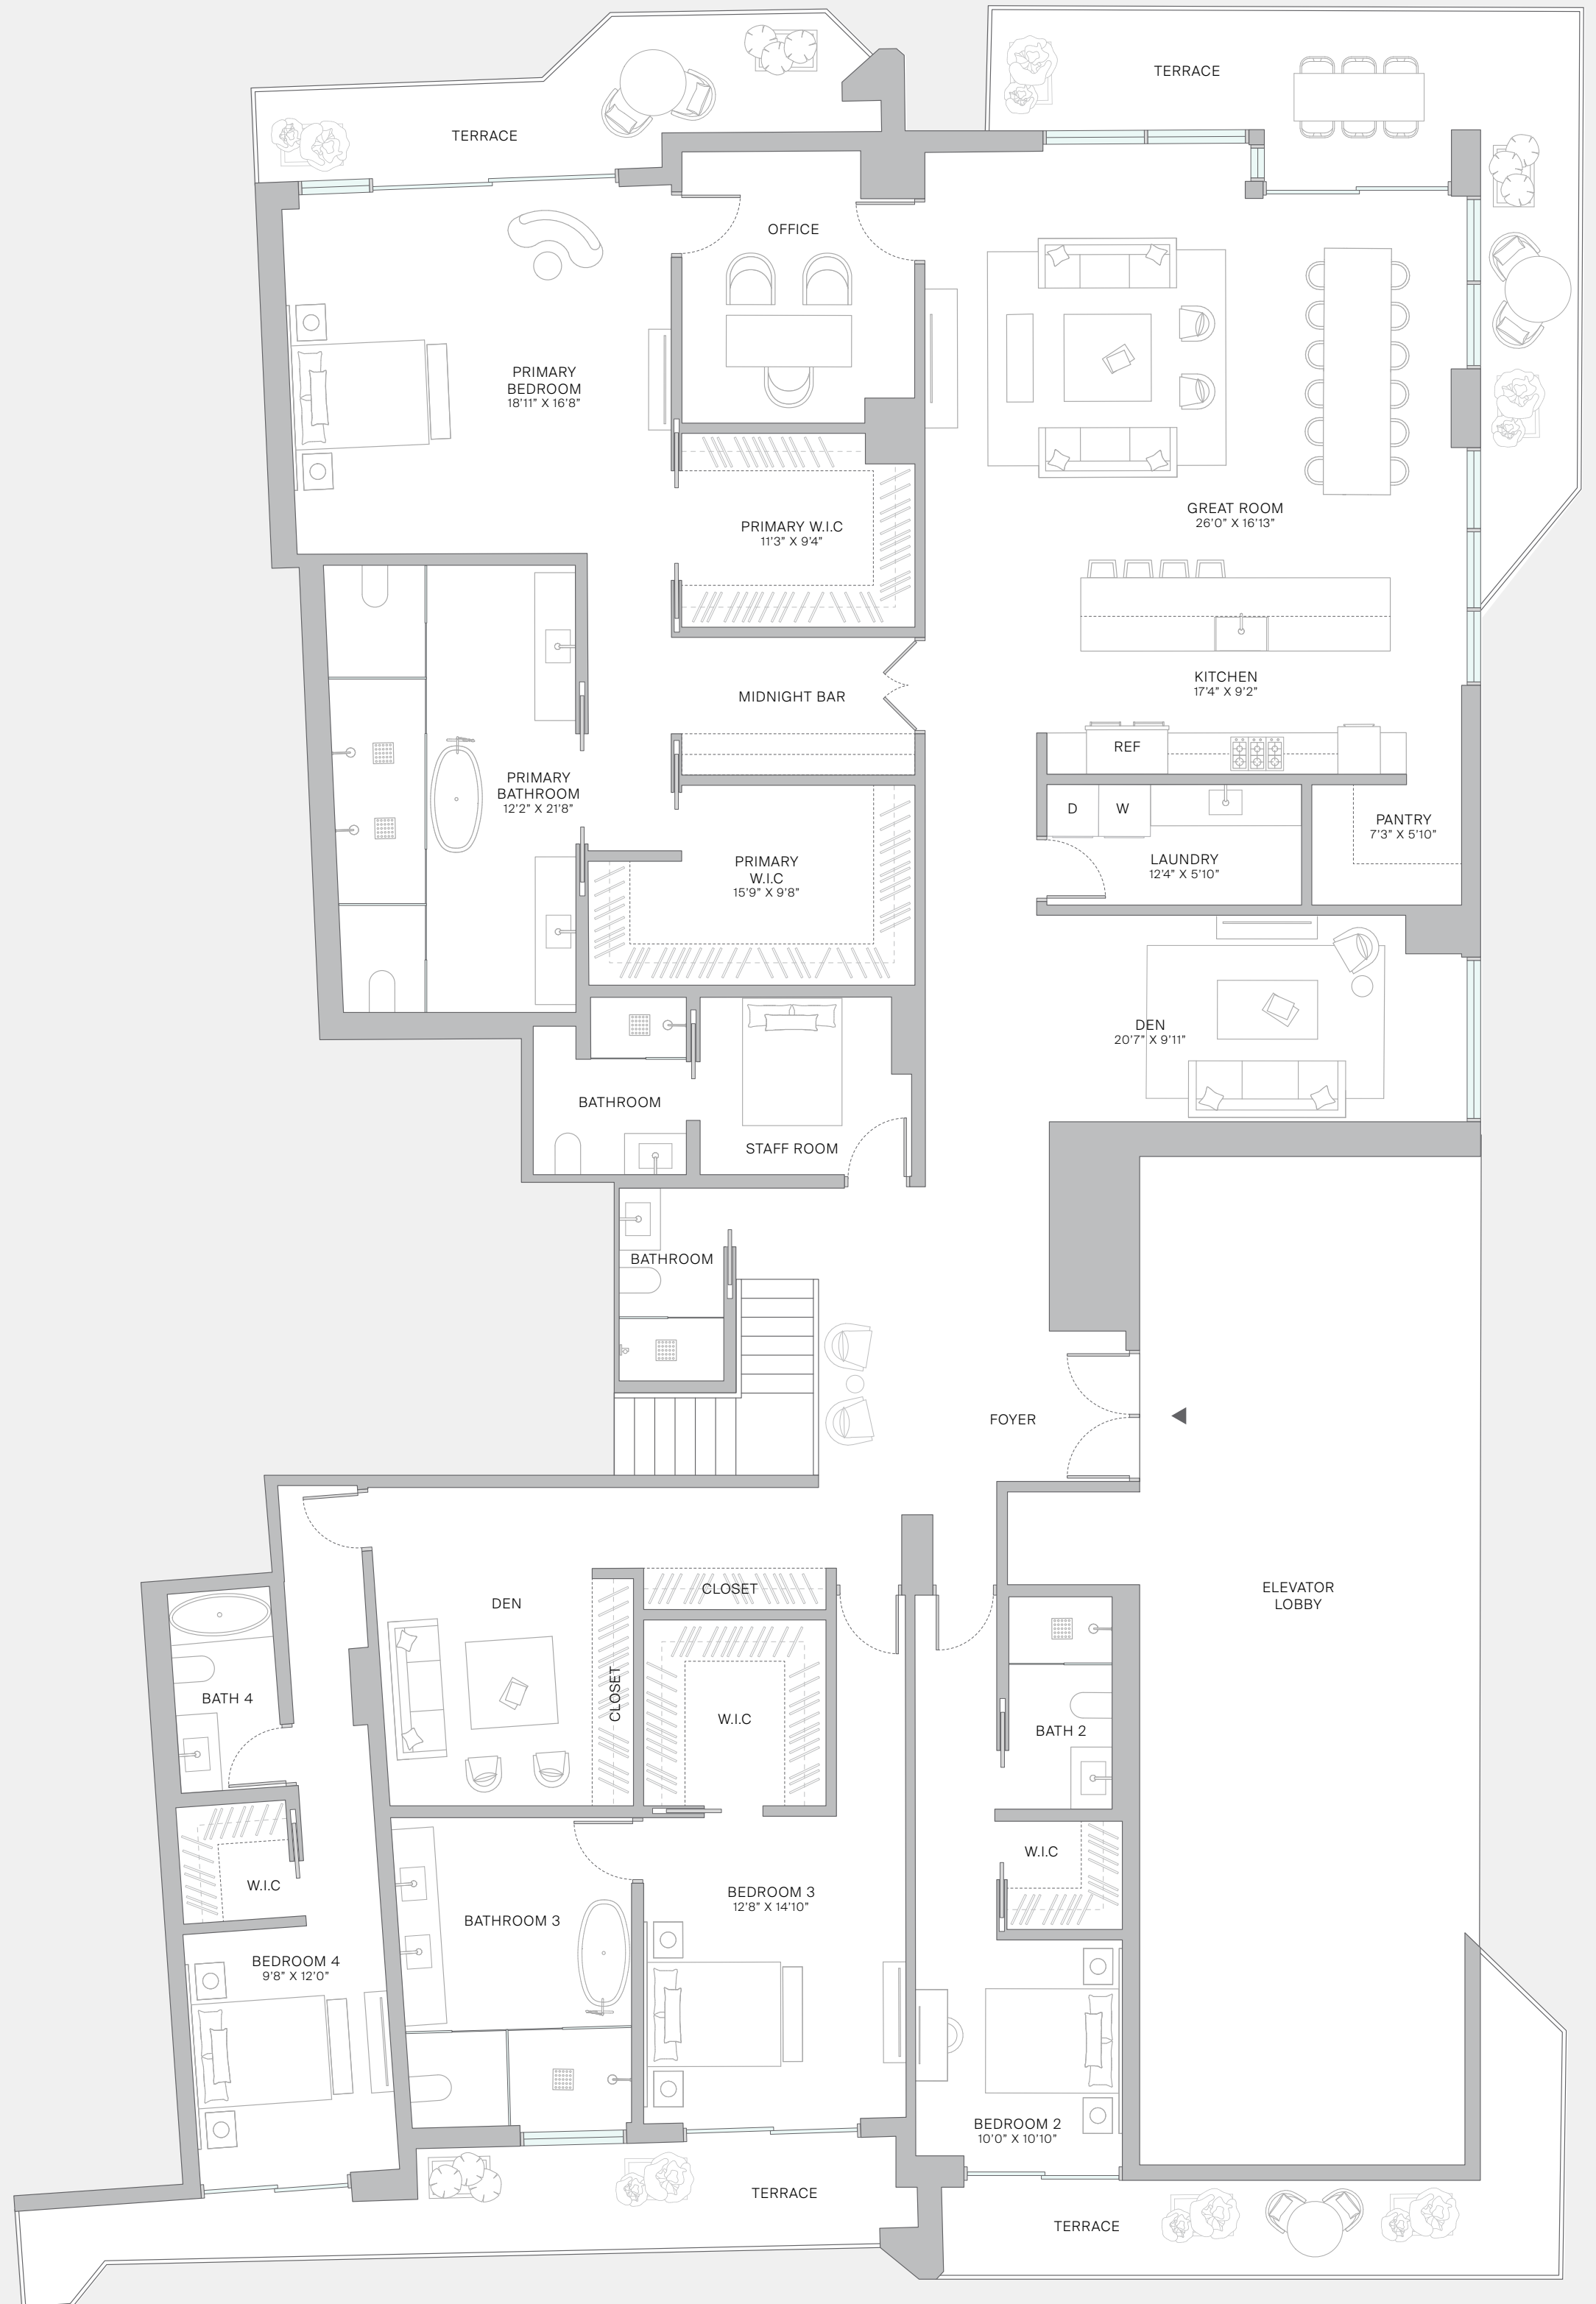 TERRACE
TERRACE
OFFICE
PRIMARY
BEDROOM
18'11" X 16'8"
GREAT ROOM
26'0" X 16'13"
PRIMARY W.I.C
11'3" X 9'4"
KITCHEN
17'4" X 9'2"
MIDNIGHT BAR
REF
PRIMARY
BATHROOM
12'2" X 21'8"
D
W
PANTRY
7'3" X 5'10"
LAUNDRY
12'4" X 5'10"
PRIMARY
W.I.C
15'9" X 9'8"
DEN
20'7" X 9'11"
BATHROOM
STAFF ROOM
BATHROOM
FOYER
ELEVATOR
LOBBY
CLOSET
DEN
CLOSET
BATH 4
W.I.C
BATH 2
W.I.C
W.I.C
BEDROOM 3
12'8" X 14'10"
BATHROOM 3
BEDROOM 4
9'8" X 12'0"
BEDROOM 2
10'0" X 10'10"
TERRACE
TERRACE